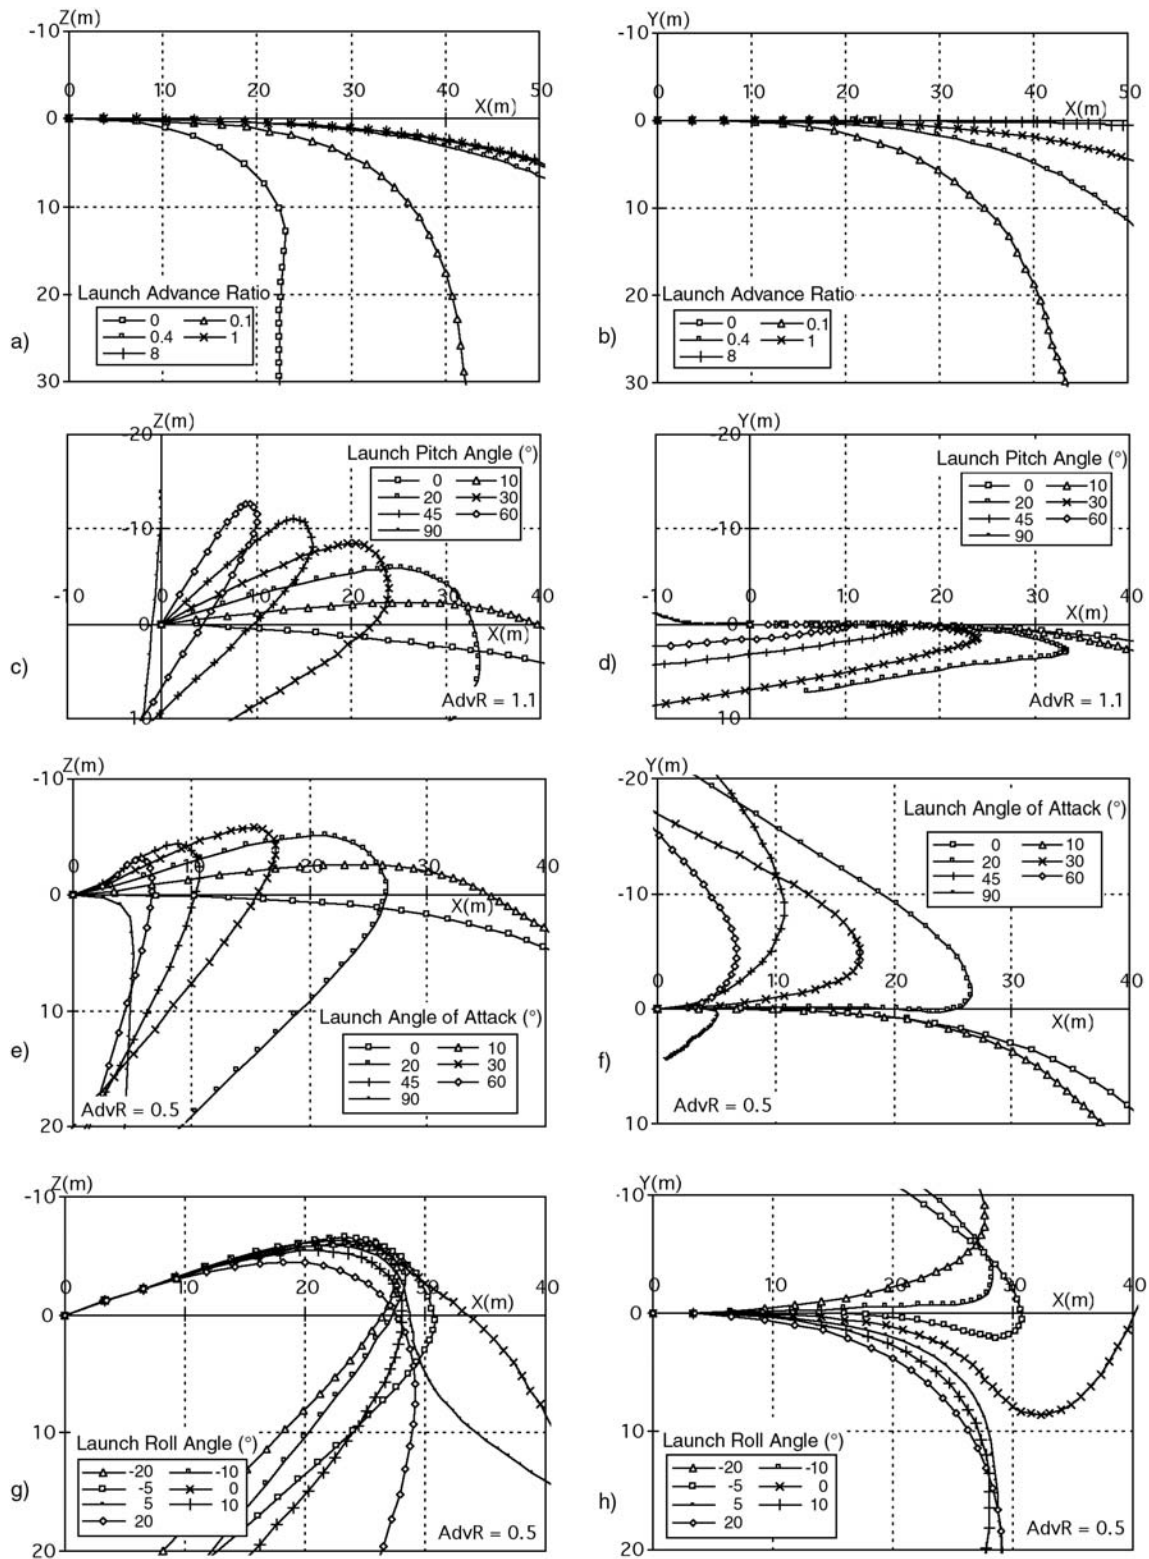 Z(m)
-10
0 10 20 30 40 50
X(m)
0
10
20
30
Launch Advance Ratio
0 0.1
0.4 1
8
a)
Y(m)
-10
0 10 20 30 40 50
X(m)
0
10
20
30
Launch Advance Ratio
0 0.1
0.4 1
8
b)
Z(m)
-20
Launch Pitch Angle (°)
0 10
20 30
45 60
90
-10
-10 0 10 20 30 40
X(m)
10
AdvR = 1.1
c)
Y(m)
-20
Launch Pitch Angle (°)
0 10
20 30
45 60
90
-10
-10 0 10 20 30 40
X(m)
0
10
AdvR = 1.1
d)
Z(m)
-10
0 10 20 30 40
X(m)
0
10
20
Launch Angle of Attack (°)
0 10
20 30
45 60
90
AdvR = 0.5
e)
Y(m)
-20
Launch Angle of Attack (°)
0 10
20 30
45 60
90
-10
0 10 20 30 40
X(m)
0
10
AdvR = 0.5
f)
Z(m)
-10
0 10 20 30 40
X(m)
0
10
20
Launch Roll Angle (°)
-20 -10
-5 0
5 10
20
AdvR = 0.5
g)
Y(m)
-10
0 10 20 30 40
X(m)
0
10
20
Launch Roll Angle (°)
-20 -10
-5 0
5 10
20
AdvR = 0.5
h)